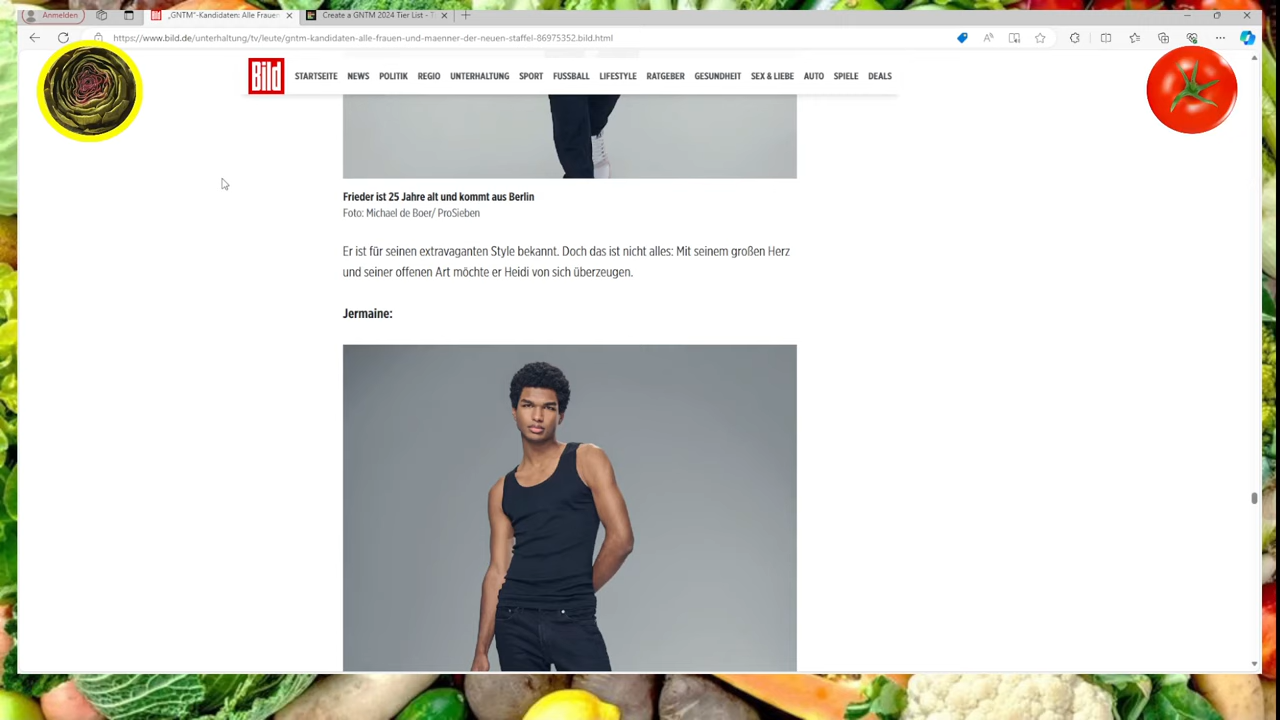 Anmelden
„GNTM"-Kandidaten: Alle Frauen
Create a GNTM 2024 Tier List - T
https://www.bild.de/unterhaltung/tv/leute/gntm-kandidaten-alle-frauen-und-maenner-der-neuen-staffel-86975352.bild.html
Bild STARTSEITE NEWS POLITIK REGIO UNTERHALTUNG SPORT FUSSBALL LIFESTYLE RATGEBER GESUNDHEIT SEX & LIEBE AUTO SPIELE DEALS
Frieder ist 25 Jahre alt und kommt aus Berlin
Foto: Michael de Boer/ ProSieben
Er ist für seinen extravaganten Style bekannt. Doch das ist nicht alles: Mit seinem großen Herz
und seiner offenen Art möchte er Heidi von sich überzeugen.
Jermaine: